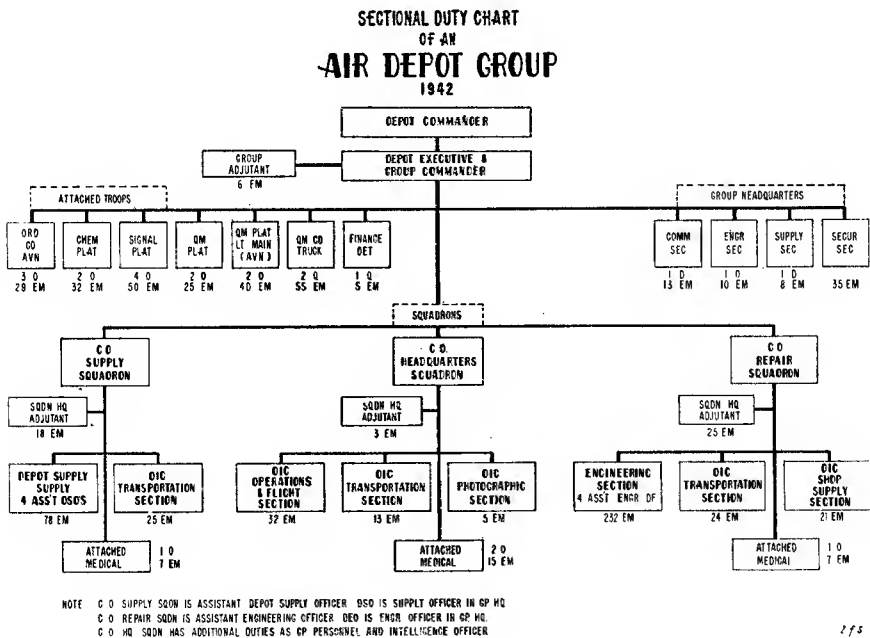 SECTIONAL DUTY CHART
OF AN
AIR DEPOT GROUP
1942
DEPOT COMMANDER
GROUP
ADJUTANT
6 EM
DEPOT EXECUTIVE &
GROUP COMMANDER
ATTACHED TROOPS
GROUP HEADQUARTERS
ORD
CO
AVN
3 O
28 EM
CHEM
PLAT
2 O
32 EM
SIGNAL
PLAT
4 O
50 EM
QM
PLAT
2 O
25 EM
QM PLAT
LT MAIN
(AVN)
2 O
40 EM
QM CO
TRUCK
2 O
55 EM
FINANCE
DET
1 O
5 EM
COMM
SEC
1 O
13 EM
ENGR
SEC
1 O
10 EM
SUPPLY
SEC
1 O
8 EM
SECUR
SEC
35 EM
SQUADRONS
C O
SUPPLY
SQUADRON
C O.
HEADQUARTERS
SQUADRON
C O
REPAIR
SQUADRON
SQDN HQ
ADJUTANT
18 EM
SQDN HQ
ADJUTANT
3 EM
SQDN HQ
ADJUTANT
25 EM
DEPOT SUPPLY
SUPPLY
4 ASS'T DSO'S
78 EM
OIC
TRANSPORTATION
SECTION
25 EM
OIC
OPERATIONS
& FLIGHT
SECTION
32 EM
OIC
TRANSPORTATION
SECTION
13 EM
OIC
PHOTOGRAPHIC
SECTION
5 EM
ENGINEERING
SECTION
4 ASST ENGR OF
232 EM
OIC
TRANSPORTATION
SECTION
24 EM
OIC
SHOP
SUPPLY
SECTION
21 EM
ATTACHED
MEDICAL
1 O
7 EM
ATTACHED
MEDICAL
2 O
15 EM
ATTACHED
MEDICAL
1 O
7 EM
NOTE C O SUPPLY SQDN IS ASSISTANT DEPOT SUPPLY OFFICER DSO IS SUPPLY OFFICER IN GP HQ
C O REPAIR SQDN IS ASSISTANT ENGINEERING OFFICER DEO IS ENGR OFFICER IN GP HQ.
C O HQ SQDN HAS ADDITIONAL DUTIES AS GP PERSONNEL AND INTELLIGENCE OFFICER